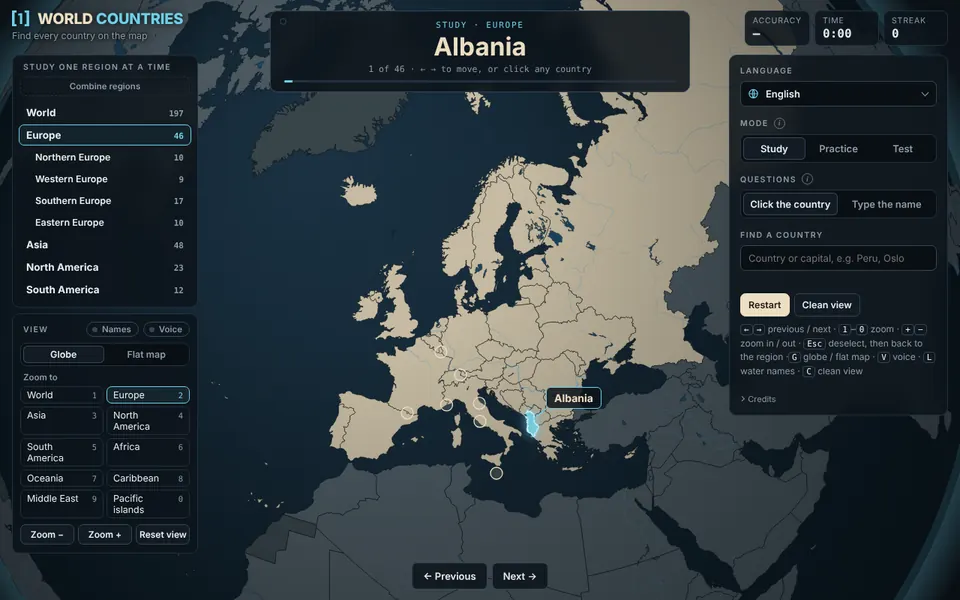 [1] WORLD COUNTRIES
Find every country on the map
STUDY · EUROPE
Albania
1 of 46 · ← → to move, or click any country
ACCURACY
–
TIME
0:00
STREAK
0
STUDY ONE REGION AT A TIME
Combine regions
World 197
Europe 46
Northern Europe 10
Western Europe 9
Southern Europe 17
Eastern Europe 10
Asia 48
North America 23
South America 12
VIEW
Names
Voice
Globe
Flat map
Zoom to
World 1
Europe 2
Asia 3
North America 4
South America 5
Africa 6
Oceania 7
Caribbean 8
Middle East 9
Pacific islands 0
Zoom −
Zoom +
Reset view
Albania
← Previous
Next →
LANGUAGE
English
MODE i
Study
Practice
Test
QUESTIONS i
Click the country
Type the name
FIND A COUNTRY
Country or capital, e.g. Peru, Oslo
Restart
Clean view
← → previous / next · 1–0 zoom · + −
zoom in / out · Esc deselect, then back to
the region · G globe / flat map · V voice · L
water names · C clean view
› Credits